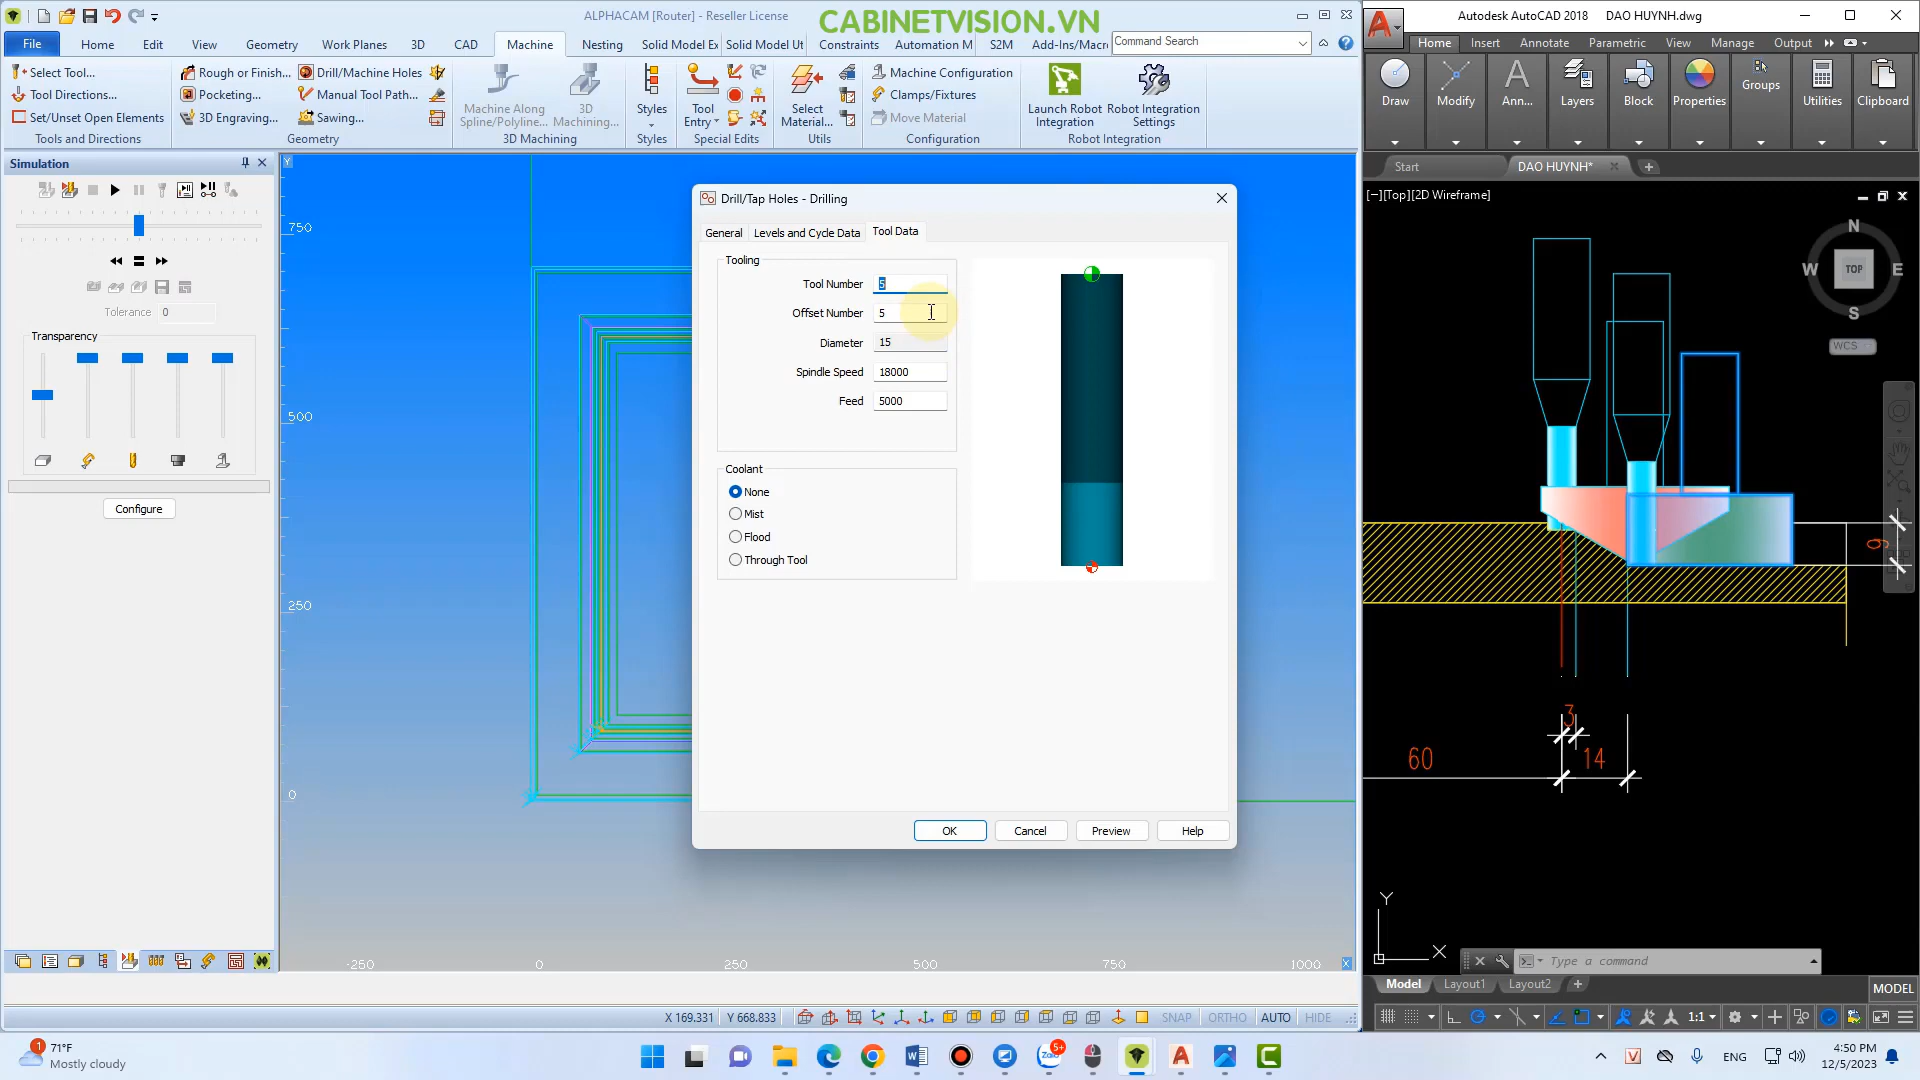 ALPHACAM [Router] - Reseller License
CABINETVISION.VN
File Home Edit View Geometry Work Planes 3D CAD Machine Nesting Solid Model Ex Solid Model Ut Constraints Automation M S2M Add-Ins/Macr Command Search
Select Tool...
Tool Directions...
Set/Unset Open Elements
Tools and Directions
Rough or Finish...
Drill/Machine Holes
Pocketing...
Manual Tool Path...
3D Engraving...
Sawing...
Geometry
Machine Along
Spline/Polyline...
3D
Machining...
3D Machining
Styles
Styles
Tool
Entry
Special Edits
Select
Material...
Utils
Machine Configuration
Clamps/Fixtures
Move Material
Configuration
Launch Robot
Integration
Robot Integration
Settings
Robot Integration
Simulation
Tolerance 0
Transparency
Configure
Y
750
500
250
0
-250 0 250 500 750 1000 X
Drill/Tap Holes - Drilling
General Levels and Cycle Data Tool Data
Tooling
Tool Number 5
Offset Number 5
Diameter 15
Spindle Speed 18000
Feed 5000
Coolant
None
Mist
Flood
Through Tool
OK Cancel Preview Help
X 169.331 Y 668.833 SNAP ORTHO AUTO HIDE
Autodesk AutoCAD 2018 DAO HUYNH.dwg
Home Insert Annotate Parametric View Manage Output
Draw Modify Ann... Layers Block Properties Groups Utilities Clipboard
Start DAO HUYNH*
[−][Top][2D Wireframe]
N
W TOP E
S
WCS
9
3
60 14
Y
X
Type a command
Model Layout1 Layout2 + MODEL
1:1
1
71°F
Mostly cloudy
Zalo
5+
V
ENG
4:50 PM
12/5/2023